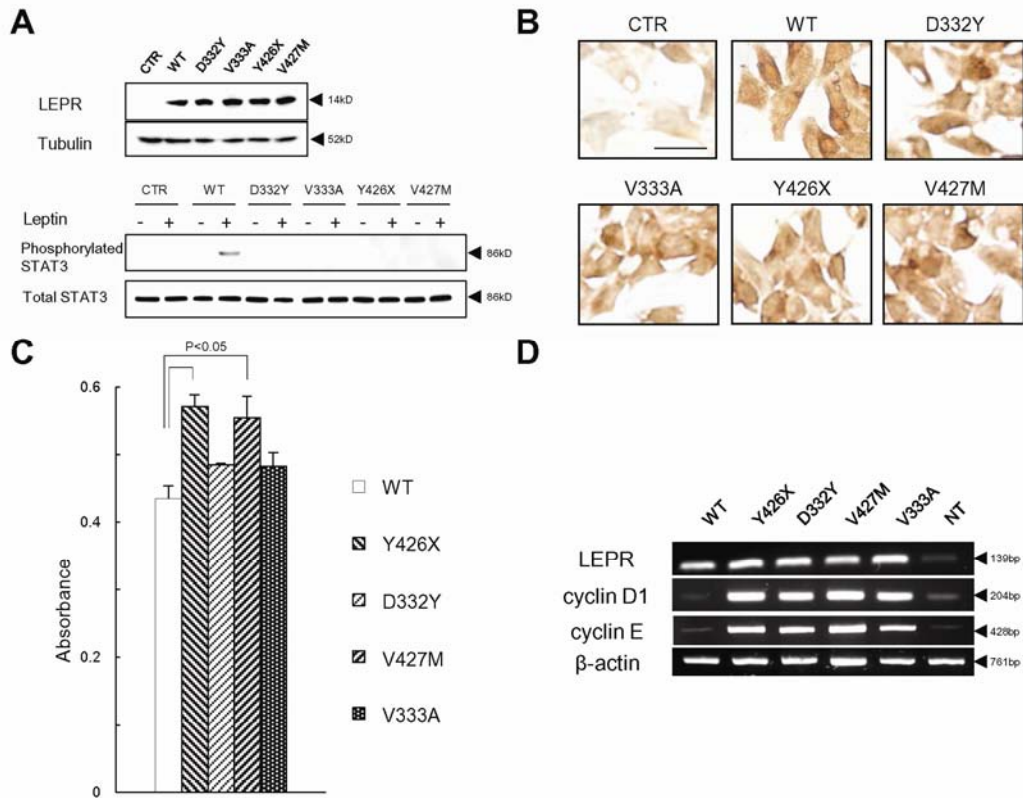 A
CTR WT D332Y V333A Y426X V427M
LEPR 14kD
Tubulin 52kD
CTR WT D332Y V333A Y426X V427M
Leptin - + - + - + - + - + - +
Phosphorylated
STAT3 86kD
Total STAT3 86kD
B
CTR WT D332Y
V333A Y426X V427M
C
P<0.05
Absorbance
0.6
0.4
0.2
0
WT
Y426X
D332Y
V427M
V333A
D
WT Y426X D332Y V427M V333A NT
LEPR 139bp
cyclin D1 204bp
cyclin E 428bp
β-actin 761bp